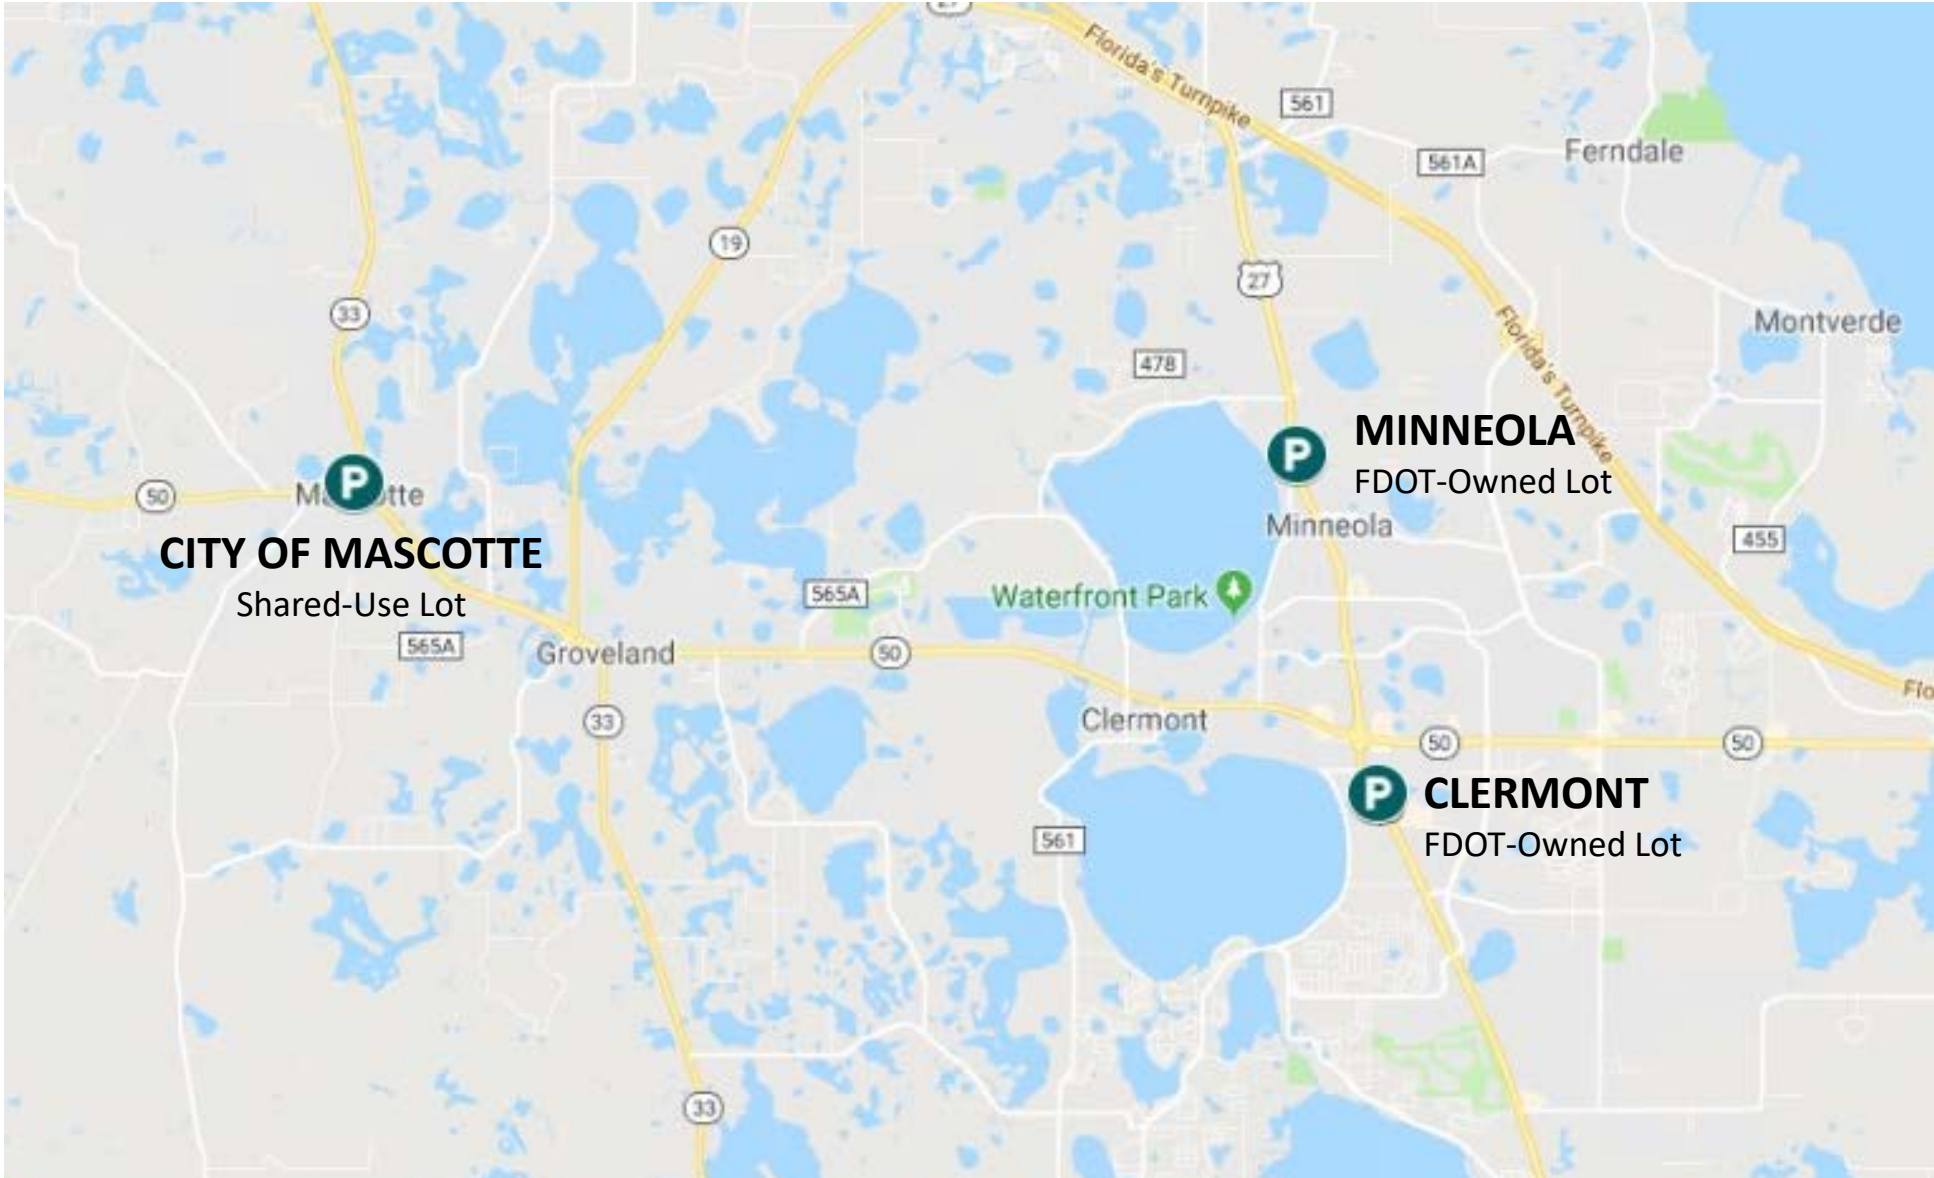 27
Florida's Turnpike
561
561A
Ferndale
19
27
33
Florida's Turnpike
Montverde
478
MINNEOLA
FDOT-Owned Lot
P
P
50
Minneola
CITY OF MASCOTTE
Shared-Use Lot
455
565A
Waterfront Park
565A
Groveland
50
Flo
33
Clermont
50
50
P
CLERMONT
FDOT-Owned Lot
561
33